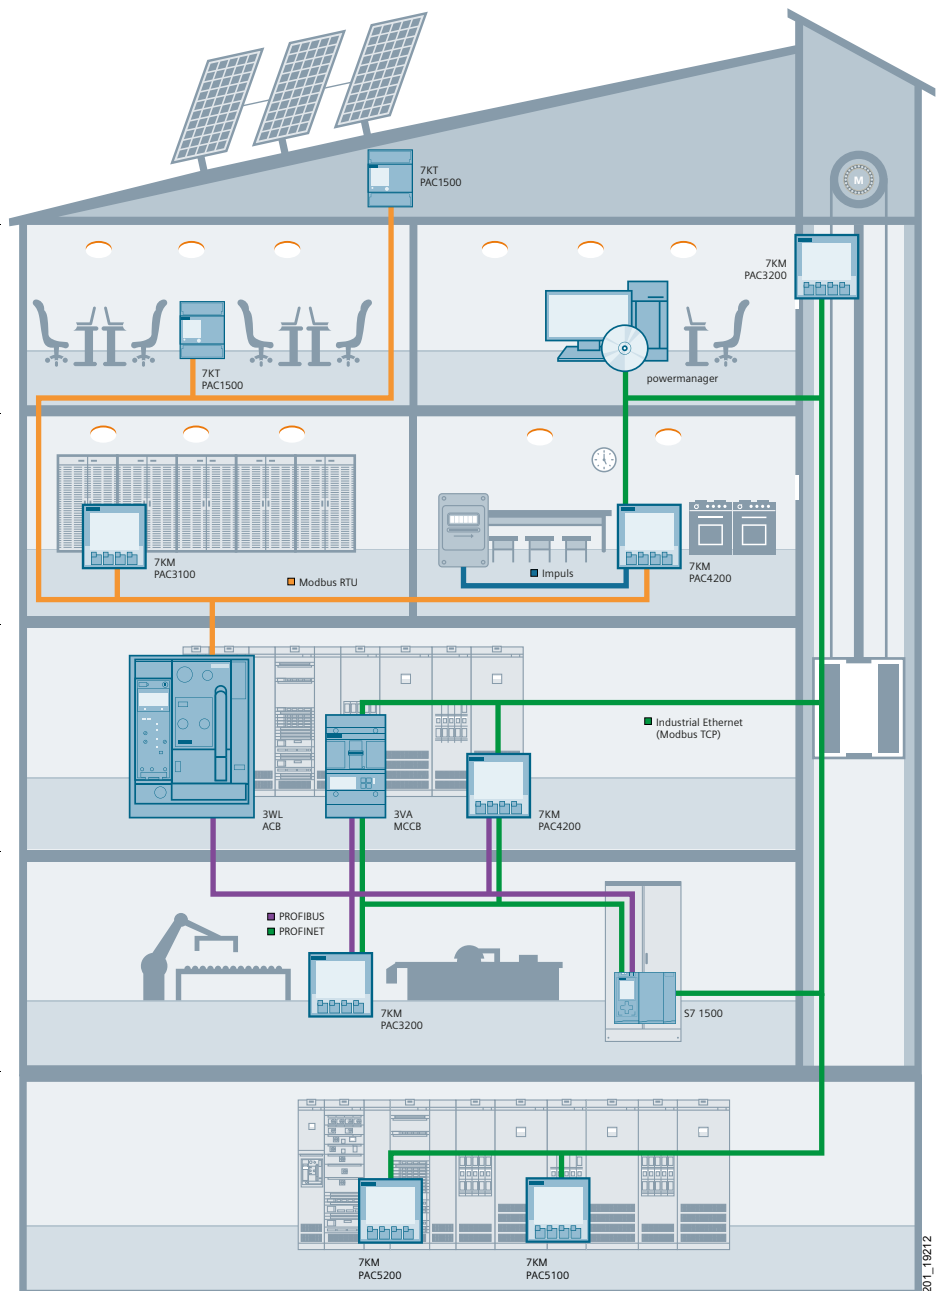 7KT
PAC1500
M
7KM
PAC3200
7KT
PAC1500
powermanager
7KM
PAC3100
Modbus RTU
Impuls
7KM
PAC4200
Industrial Ethernet
(Modbus TCP)
3WL
ACB
3VA
MCCB
7KM
PAC4200
PROFIBUS
PROFINET
7KM
PAC3200
S7 1500
7KM
PAC5200
7KM
PAC5100
201_19212